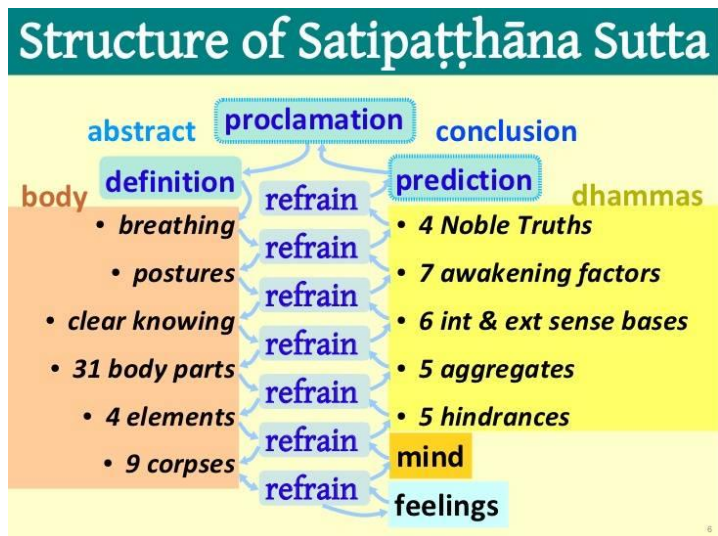 Structure of Satipaṭṭhāna Sutta
abstract
proclamation
conclusion
definition
prediction
body
dhammas
refrain
• breathing
• 4 Noble Truths
refrain
• postures
• 7 awakening factors
refrain
• clear knowing
• 6 int & ext sense bases
refrain
• 31 body parts
• 5 aggregates
refrain
• 4 elements
• 5 hindrances
refrain
mind
• 9 corpses
refrain
feelings
6